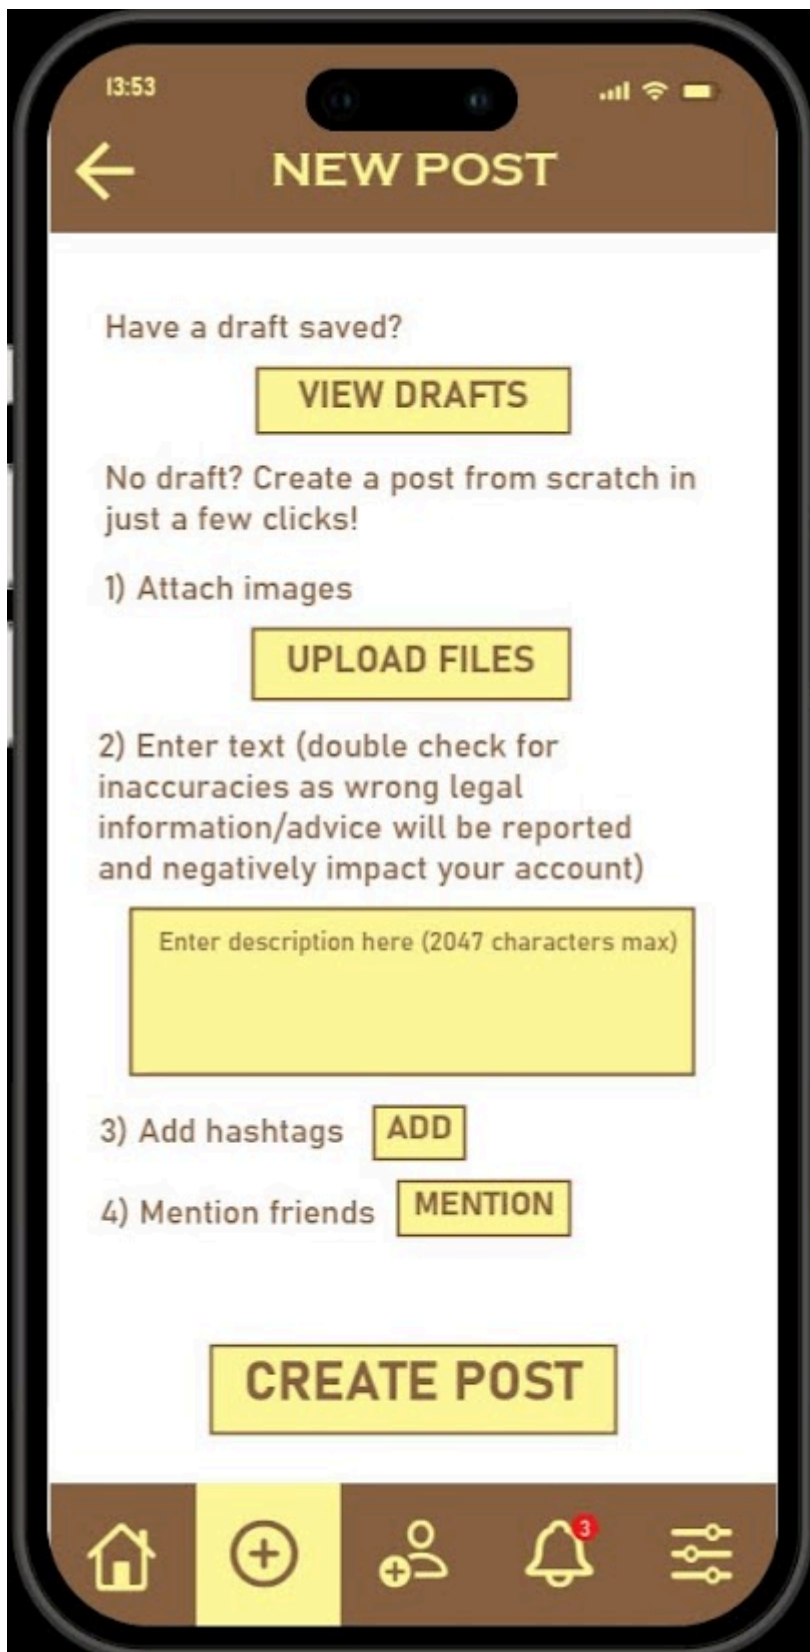 13:53
NEW POST
Have a draft saved?
VIEW DRAFTS
No draft? Create a post from scratch in
just a few clicks!
1) Attach images
UPLOAD FILES
2) Enter text (double check for
inaccuracies as wrong legal
information/advice will be reported
and negatively impact your account)
Enter description here (2047 characters max)
3) Add hashtags ADD
4) Mention friends MENTION
CREATE POST
3